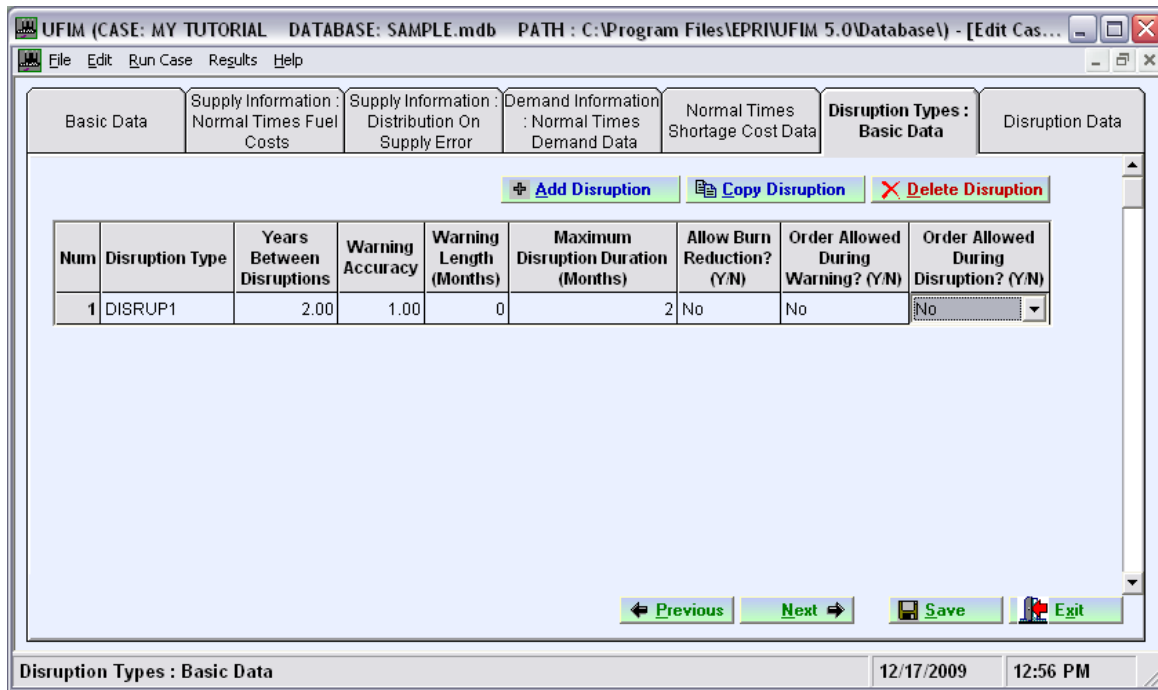 UFIM (CASE: MY TUTORIAL DATABASE: SAMPLE.mdb PATH : C:\Program Files\EPRI\UFIM 5.0\Database\) - [Edit Cas...
File Edit Run Case Results Help
Basic Data
Supply Information :
Normal Times Fuel
Costs
Supply Information :
Distribution On
Supply Error
Demand Information
: Normal Times
Demand Data
Normal Times
Shortage Cost Data
Disruption Types :
Basic Data
Disruption Data
Add Disruption Copy Disruption Delete Disruption
Num
Disruption Type
Years
Between
Disruptions
Warning
Accuracy
Warning
Length
(Months)
Maximum
Disruption Duration
(Months)
Allow Burn
Reduction?
(Y/N)
Order Allowed
During
Warning? (Y/N)
Order Allowed
During
Disruption? (Y/N)
1 DISRUP1 2.00 1.00 0 2 No No No
Previous Next Save Exit
Disruption Types : Basic Data 12/17/2009 12:56 PM